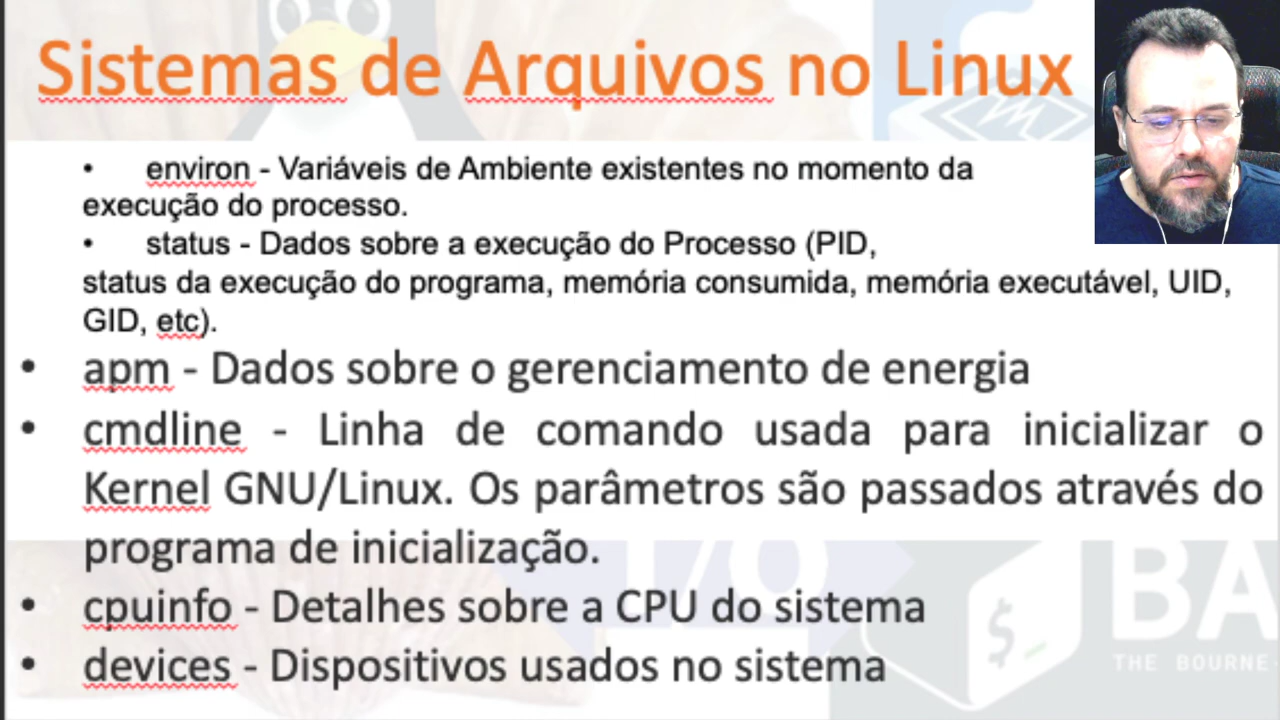 Sistemas de Arquivos no Linux
• environ - Variáveis de Ambiente existentes no momento da
execução do processo.
• status - Dados sobre a execução do Processo (PID,
status da execução do programa, memória consumida, memória executável, UID,
GID, etc).
• apm - Dados sobre o gerenciamento de energia
• cmdline - Linha de comando usada para inicializar o
Kernel GNU/Linux. Os parâmetros são passados através do
programa de inicialização.
• cpuinfo - Detalhes sobre a CPU do sistema
• devices - Dispositivos usados no sistema
I/O
$
BA
THE BOURNE-